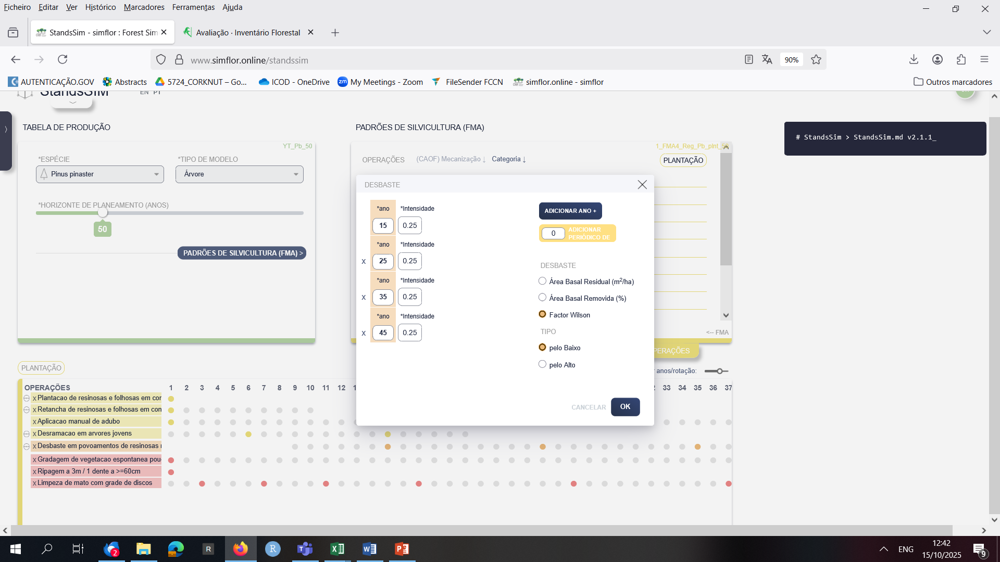 Ficheiro Editar Ver Histórico Marcadores Ferramentas Ajuda
StandsSim - simflor : Forest Sim
Avaliação · Inventário Florestal
www.simflor.online/standssim
90%
AUTENTICAÇÃO.GOV Abstracts 5724_CORKNUT – Go... ICOD - OneDrive My Meetings - Zoom FileSender FCCN simflor.online - simflor Outros marcadores
StandsSim EN PT
TABELA DE PRODUÇÃO
YT_Pb_50
*ESPÉCIE *TIPO DE MODELO
Pinus pinaster Árvore
*HORIZONTE DE PLANEAMENTO (ANOS)
50
PADRÕES DE SILVICULTURA (FMA) >
PADRÕES DE SILVICULTURA (FMA)
OPERAÇÕES (CAOF) Mecanização ↓ Categoria ↓
PLANTAÇÃO
<-- FMA
# StandsSim > StandsSim.md v2.1.1_
DESBASTE
*ano *Intensidade
15 0.25
*ano *Intensidade
x 25 0.25
*ano *Intensidade
x 35 0.25
*ano *Intensidade
x 45 0.25
ADICIONAR ANO +
0 ADICIONAR
PERIÓDICO DE
DESBASTE
Área Basal Residual (m²/ha)
Área Basal Removida (%)
Factor Wilson
TIPO
pelo Baixo
pelo Alto
CANCELAR OK
anos/rotação:
PLANTAÇÃO
OPERAÇÕES 1 2 3 4 5 6 7 8 9 10 11 12 33 34 35 36 37
x Plantacao de resinosas e folhosas em cor
x Retancha de resinosas e folhosas em con
x Aplicacao manual de adubo
x Desramacao em arvores jovens
x Desbaste em povoamentos de resinosas
x Gradagem de vegetacao espontanea pou
x Ripagem a 3m / 1 dente a >=60cm
x Limpeza de mato com grade de discos
2
R
R
ENG
12:42
15/10/2025
9